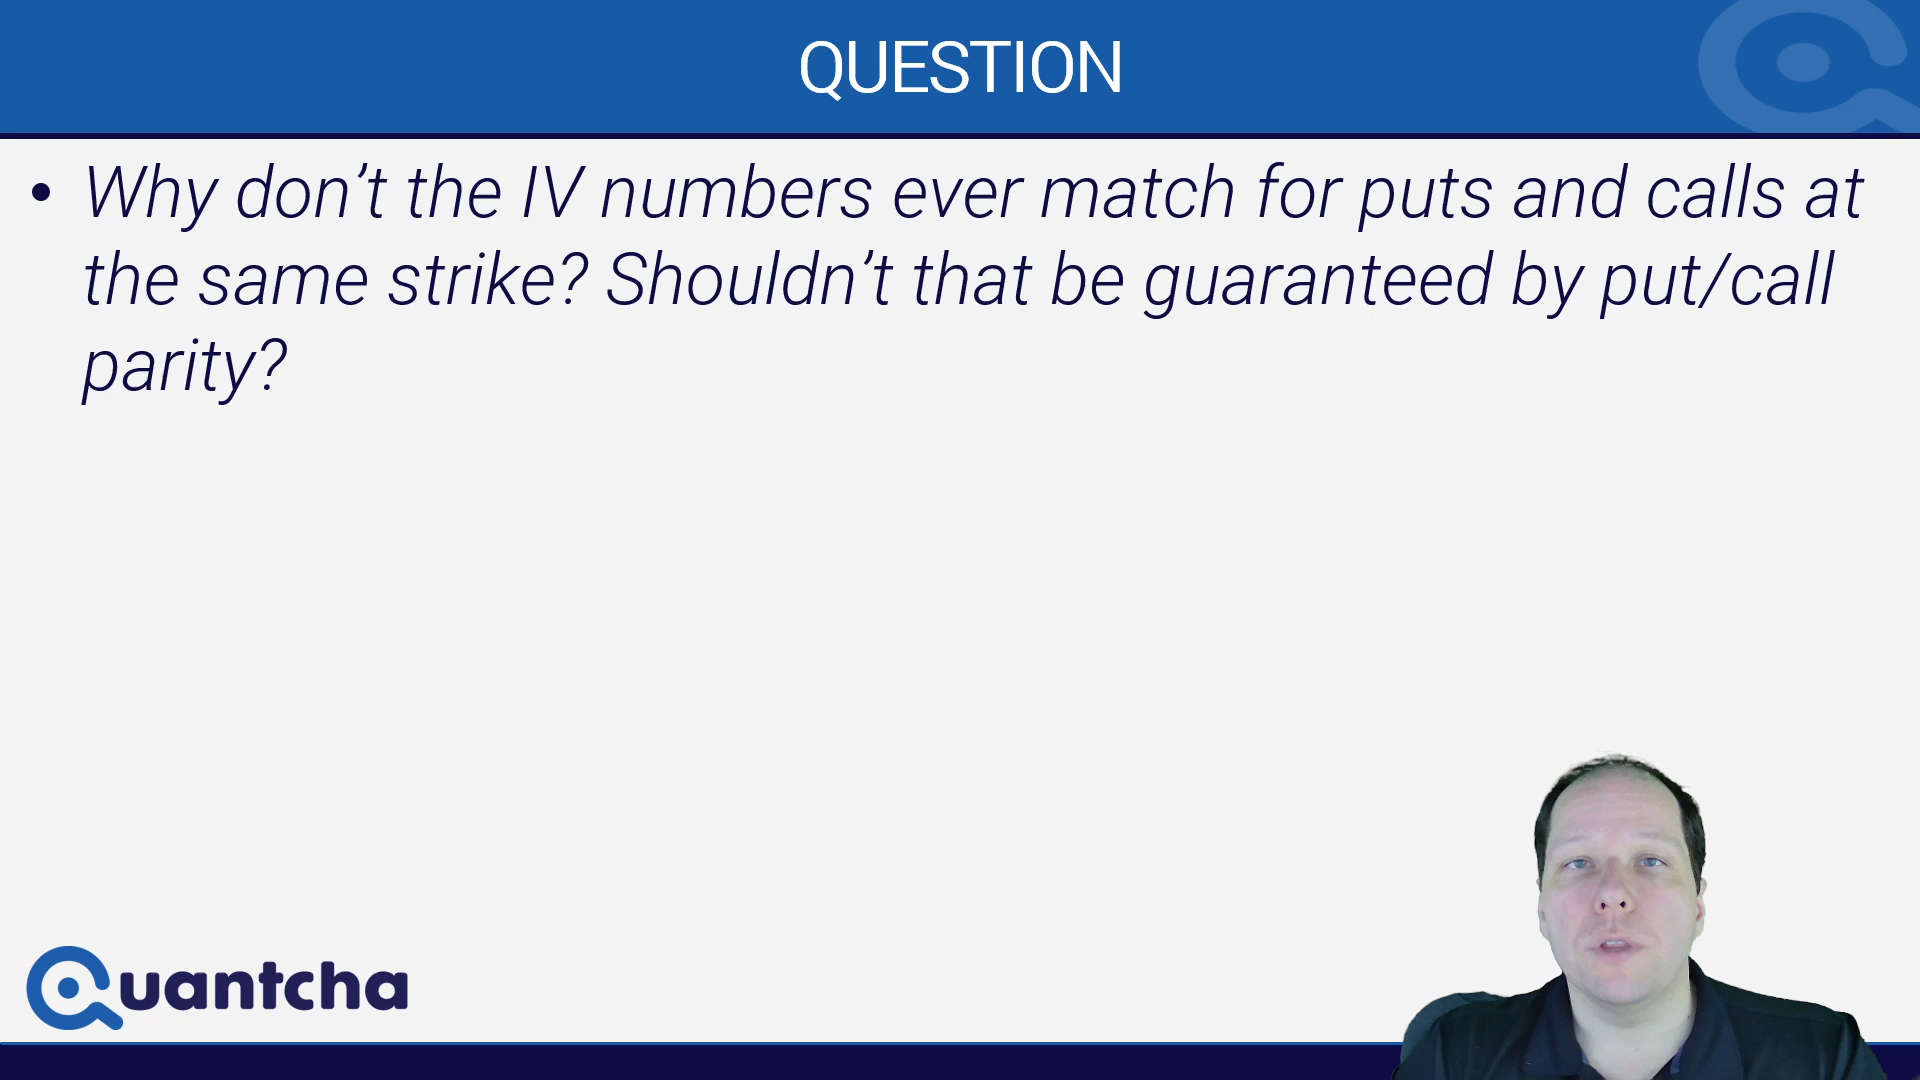 QUESTION
• Why don’t the IV numbers ever match for puts and calls at
the same strike? Shouldn’t that be guaranteed by put/call
parity?
Quantcha